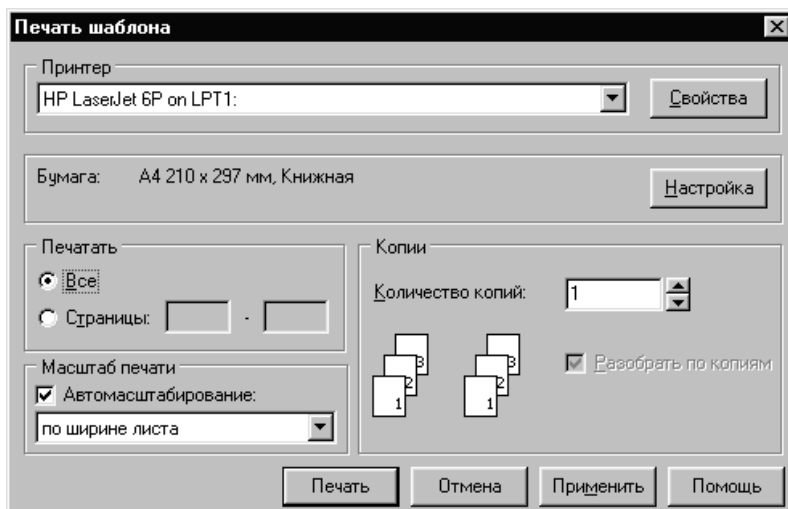 Печать шаблона
Принтер
HP LaserJet 6P on LPT1:
Свойства
Бумага: A4 210 x 297 мм, Книжная
Настройка
Печатать
Все
Страницы: -
Масштаб печати
Автомасштабирование:
по ширине листа
Копии
Количество копий: 1
3 3
2 2
1 1
Разобрать по копиям
Печать Отмена Применить Помощь